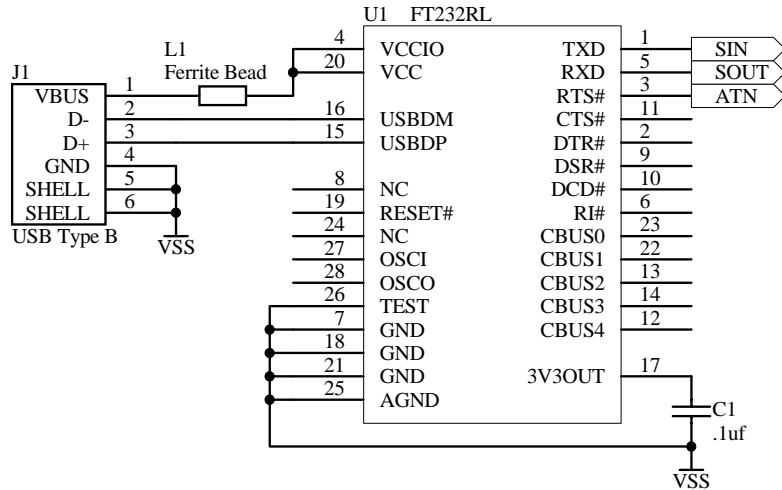 U1 FT232RL
L1
Ferrite Bead
J1
VBUS 1
D- 2
D+ 3
GND 4
SHELL 5
SHELL 6
USB Type B
VSS
4 VCCIO
20 VCC
16 USBDM
15 USBDP
8 NC
19 RESET#
24 NC
27 OSCI
28 OSCO
26 TEST
7 GND
18 GND
21 GND
25 AGND
TXD 1 SIN
RXD 5 SOUT
RTS# 3 ATN
CTS# 11
DTR# 2
DSR# 9
DCD# 10
RI# 6
CBUS0 23
CBUS1 22
CBUS2 13
CBUS3 14
CBUS4 12
3V3OUT 17
C1
.1uf
VSS